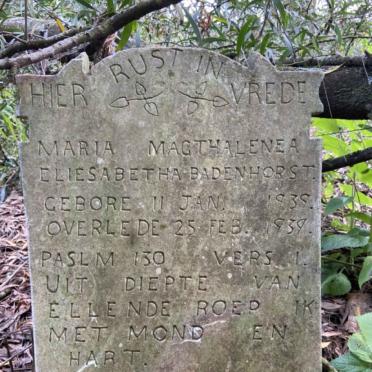 RUST IN
HIER VREDE
MARIA MAGTHALENEA
ELIESABETHA BADENHORST
GEBORE 11 JAN. 1939.
OVERLEDE 25 FEB. 1939.
PASLM 130 VERS 1.
UIT DIEPTE VAN
ELLENDE ROEP IK
MET MOND EN
HART.